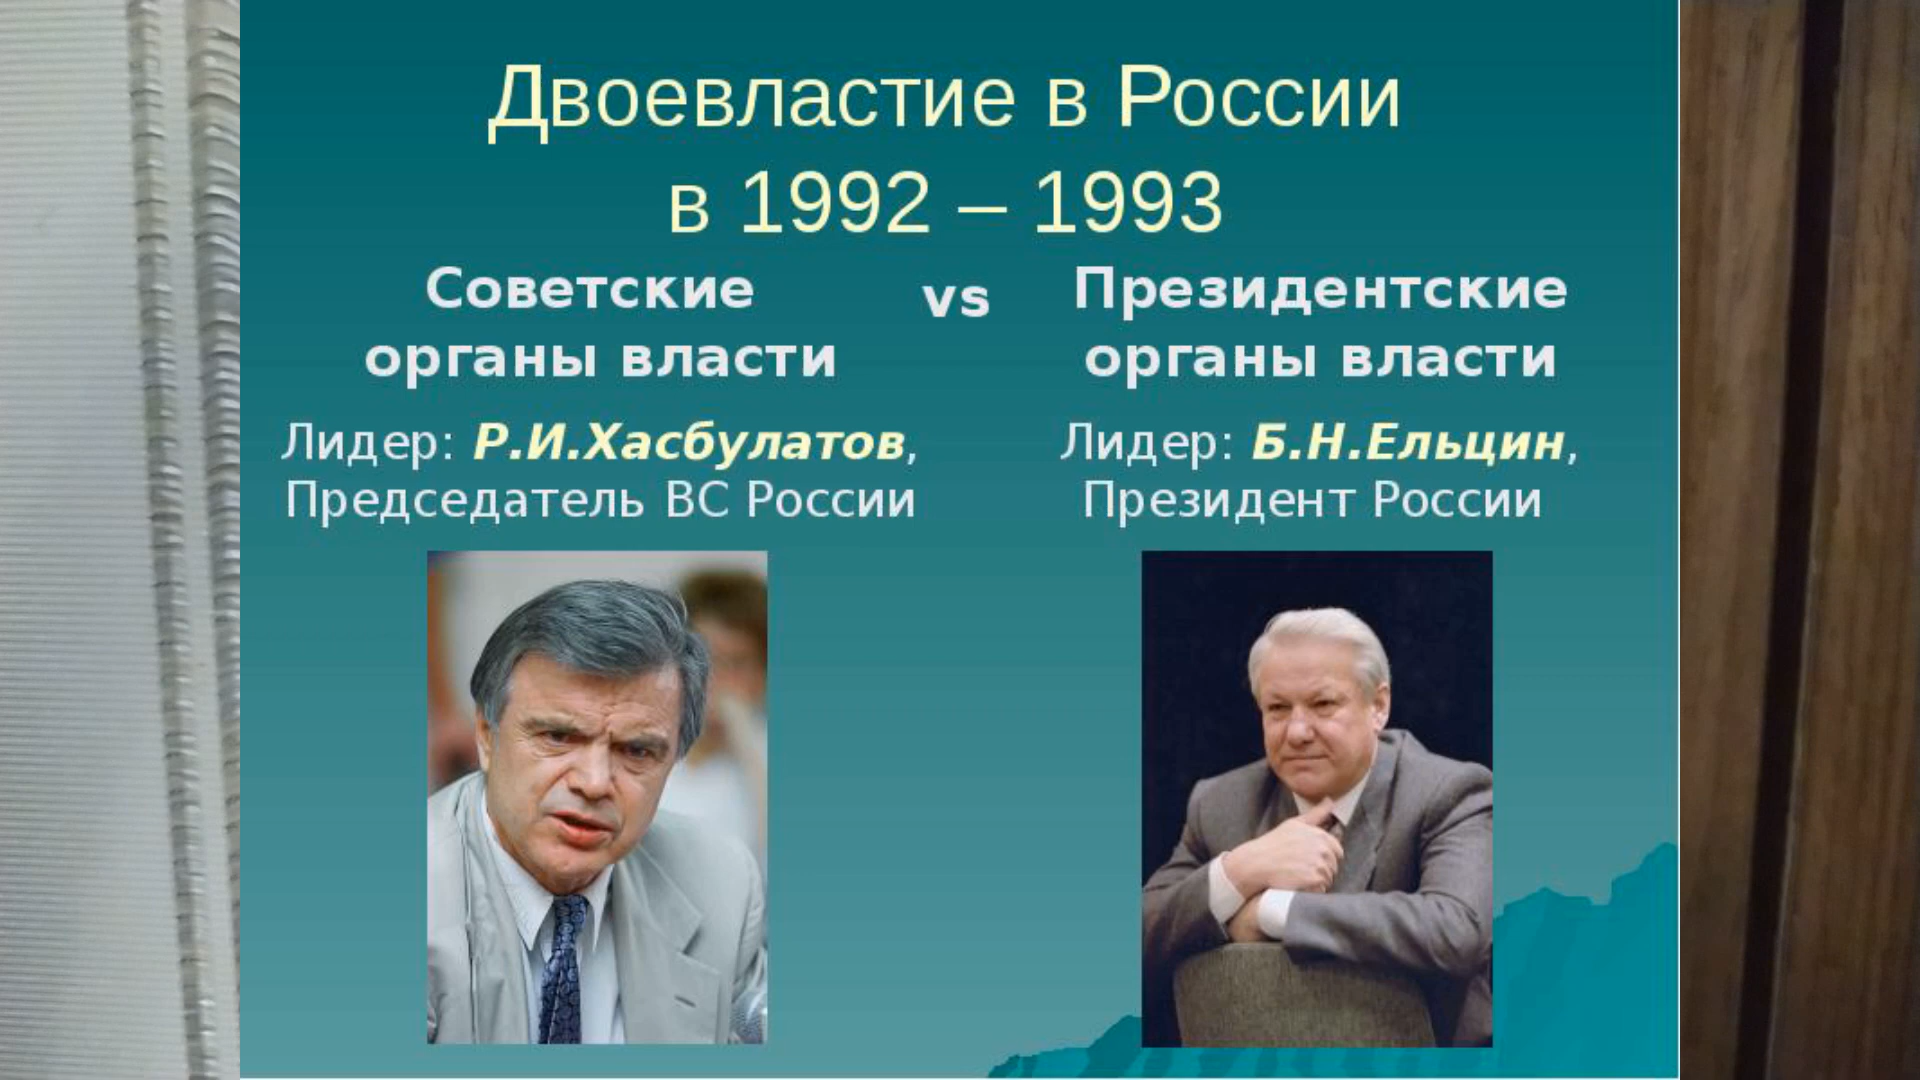 Двоевластие в России
в 1992 – 1993
Советские
органы власти
vs
Президентские
органы власти
Лидер: Р.И.Хасбулатов,
Председатель ВС России
Лидер: Б.Н.Ельцин,
Президент России